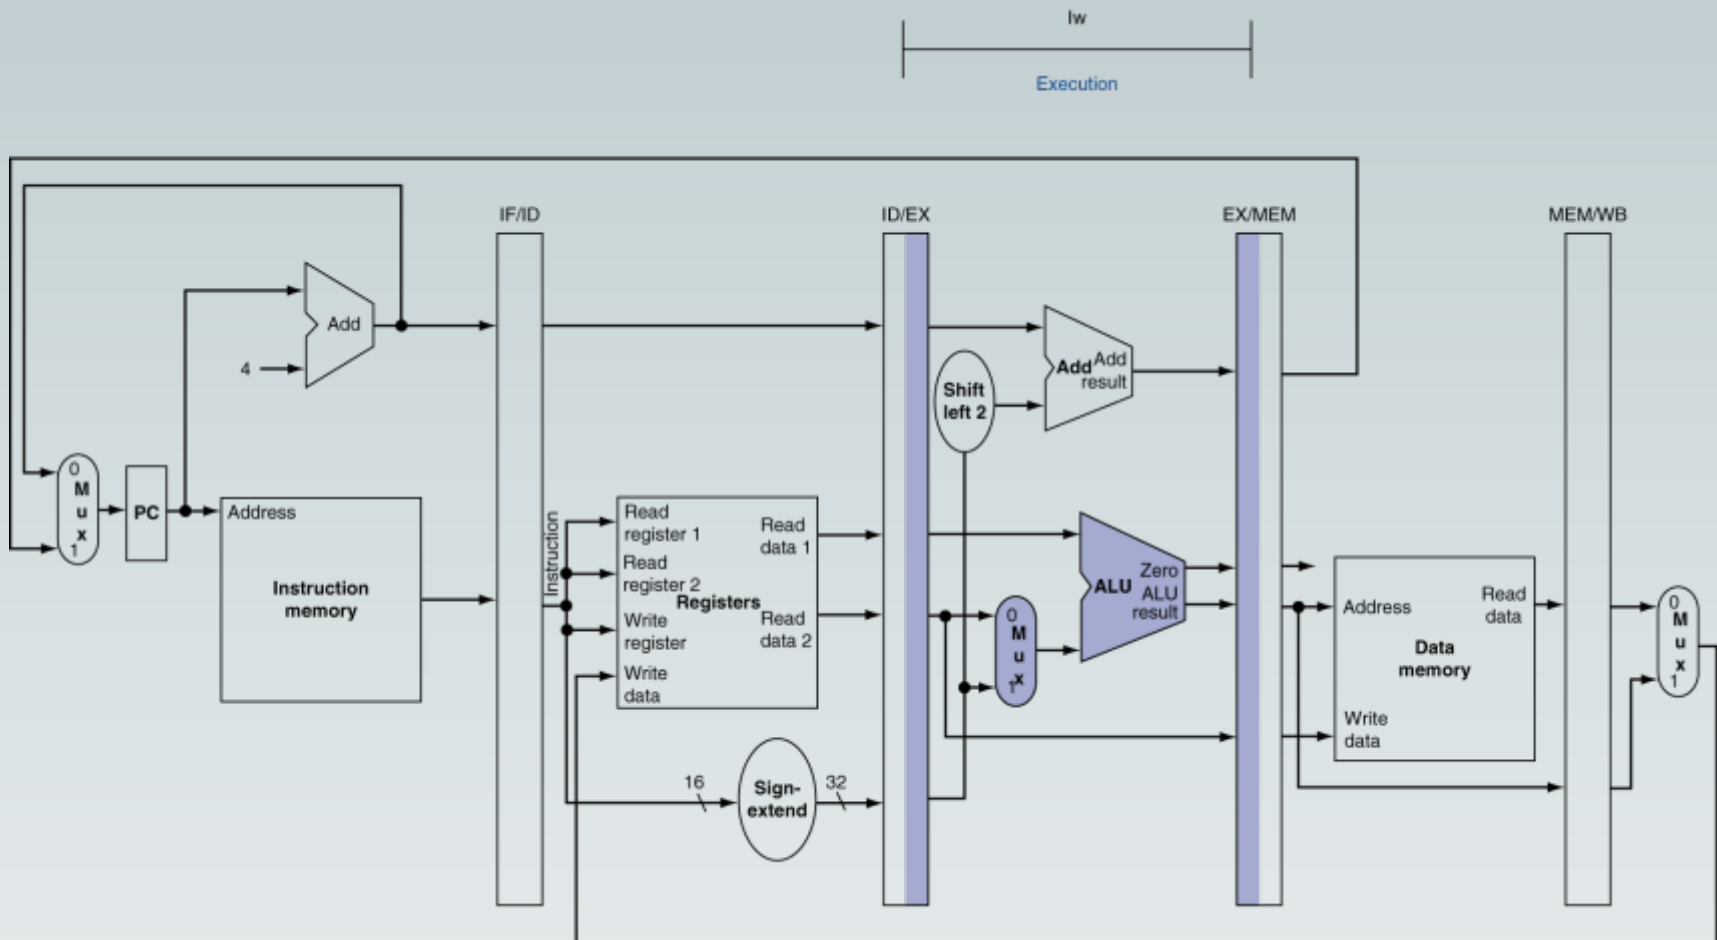 lw
Execution
IF/ID
ID/EX
EX/MEM
MEM/WB
Add
4
Shift
left 2
Add
Add
result
0
M
u
x
1
PC
Address
Instruction
memory
Instruction
Read
register 1
Read
register 2
Write
register
Write
data
Registers
Read
data 1
Read
data 2
16
Sign-
extend
32
0
M
u
x
1
ALU
Zero
ALU
result
Address
Read
data
Data
memory
Write
data
0
M
u
x
1